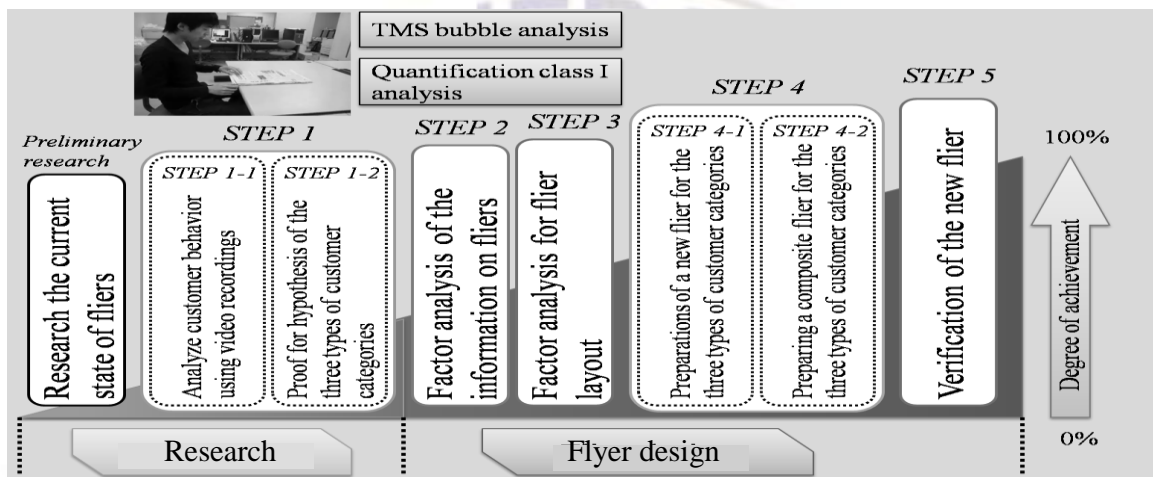 TMS bubble analysis
Quantification class I
analysis
Preliminary
research
Research the current
state of fliers
STEP 1
STEP 1-1
Analyze customer behavior
using video recordings
STEP 1-2
Proof for hypothesis of the
three types of customer
categories
STEP 2
Factor analysis of the
information on fliers
STEP 3
Factor analysis for flier
layout
STEP 4
STEP 4-1
Preparations of a new flier for the
three types of customer categories
STEP 4-2
Preparing a composite flier for the
three types of customer categories
STEP 5
Verification of the new flier
100%
Degree of achievement
0%
Research
Flyer design